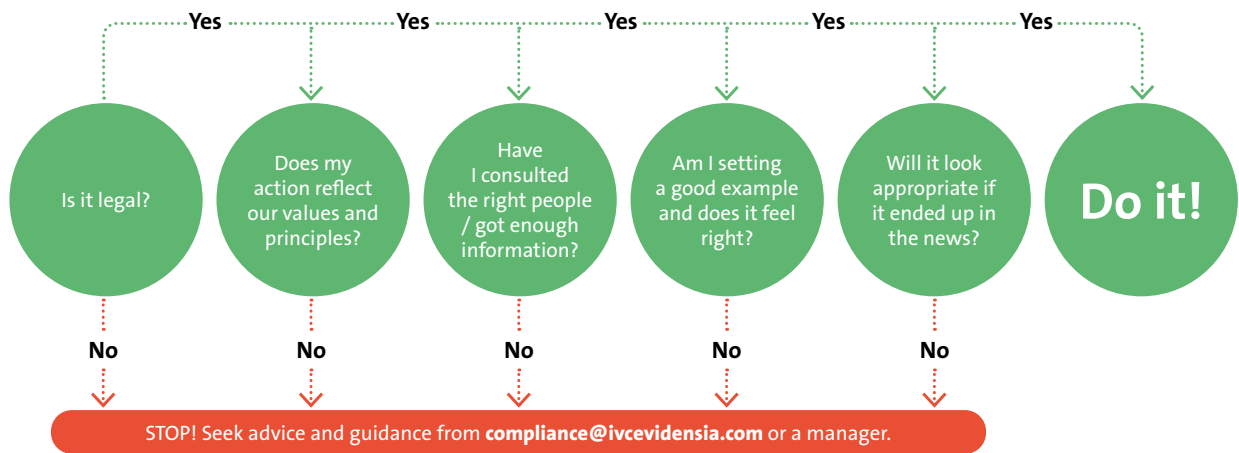 Yes Yes Yes Yes Yes
Is it legal?
Does my
action reflect
our values and
principles?
Have
I consulted
the right people
/ got enough
information?
Am I setting
a good example
and does it feel
right?
Will it look
appropriate if
it ended up in
the news?
Do it!
No No No No No
STOP! Seek advice and guidance from compliance@ivcevidensia.com or a manager.